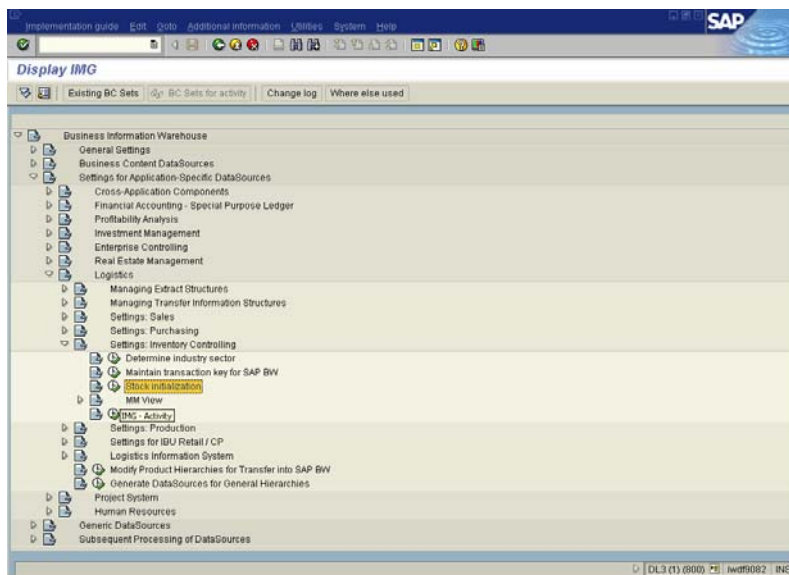 Implementation guide Edit Goto Additional information Utilities System Help
SAP
Display IMG
Existing BC Sets BC Sets for activity Change log Where else used
Business Information Warehouse
General Settings
Business Content DataSources
Settings for Application-Specific DataSources
Cross-Application Components
Financial Accounting - Special Purpose Ledger
Profitability Analysis
Investment Management
Enterprise Controlling
Real Estate Management
Logistics
Managing Extract Structures
Managing Transfer Information Structures
Settings: Sales
Settings: Purchasing
Settings: Inventory Controlling
Determine industry sector
Maintain transaction key for SAP BW
Stock initialization
MM View
IMG - Activity
Settings: Production
Settings for IBU Retail / CP
Logistics Information System
Modify Product Hierarchies for Transfer into SAP BW
Generate DataSources for General Hierarchies
Project System
Human Resources
Generic DataSources
Subsequent Processing of DataSources
DL3 (1) (800) iwdf9082 INS